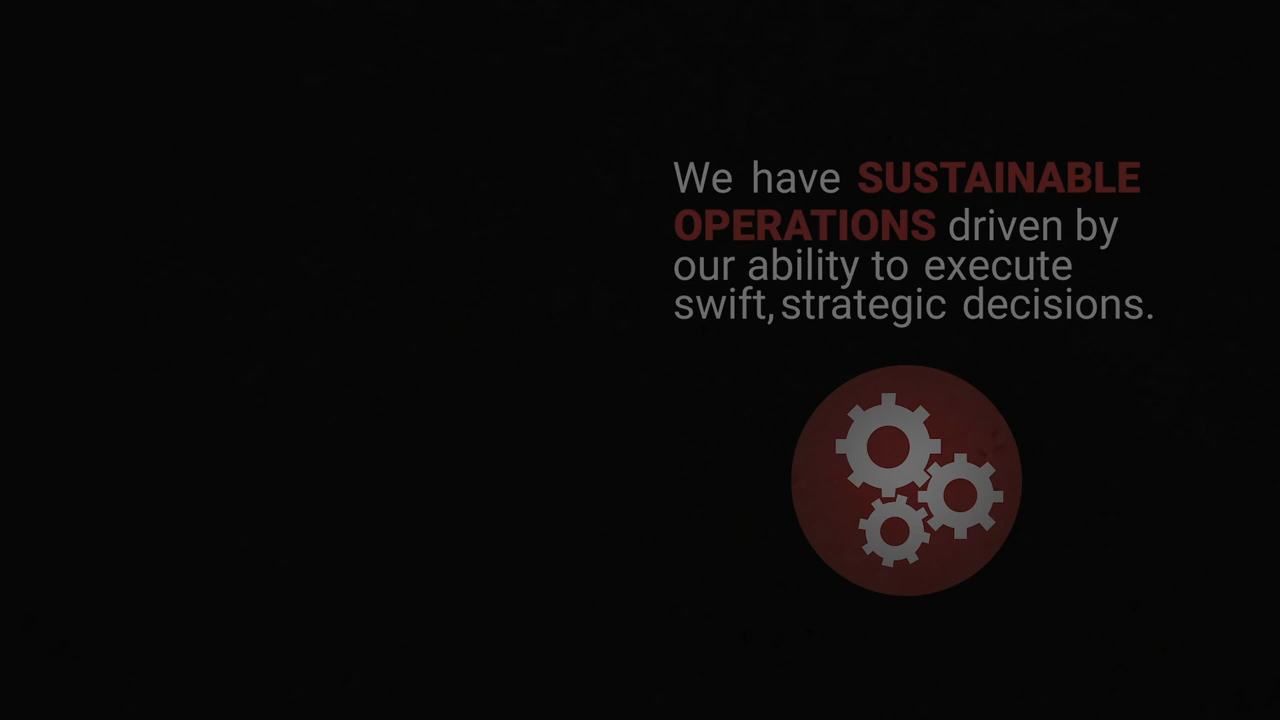 We have SUSTAINABLE
OPERATIONS driven by
our ability to execute
swift, strategic decisions.